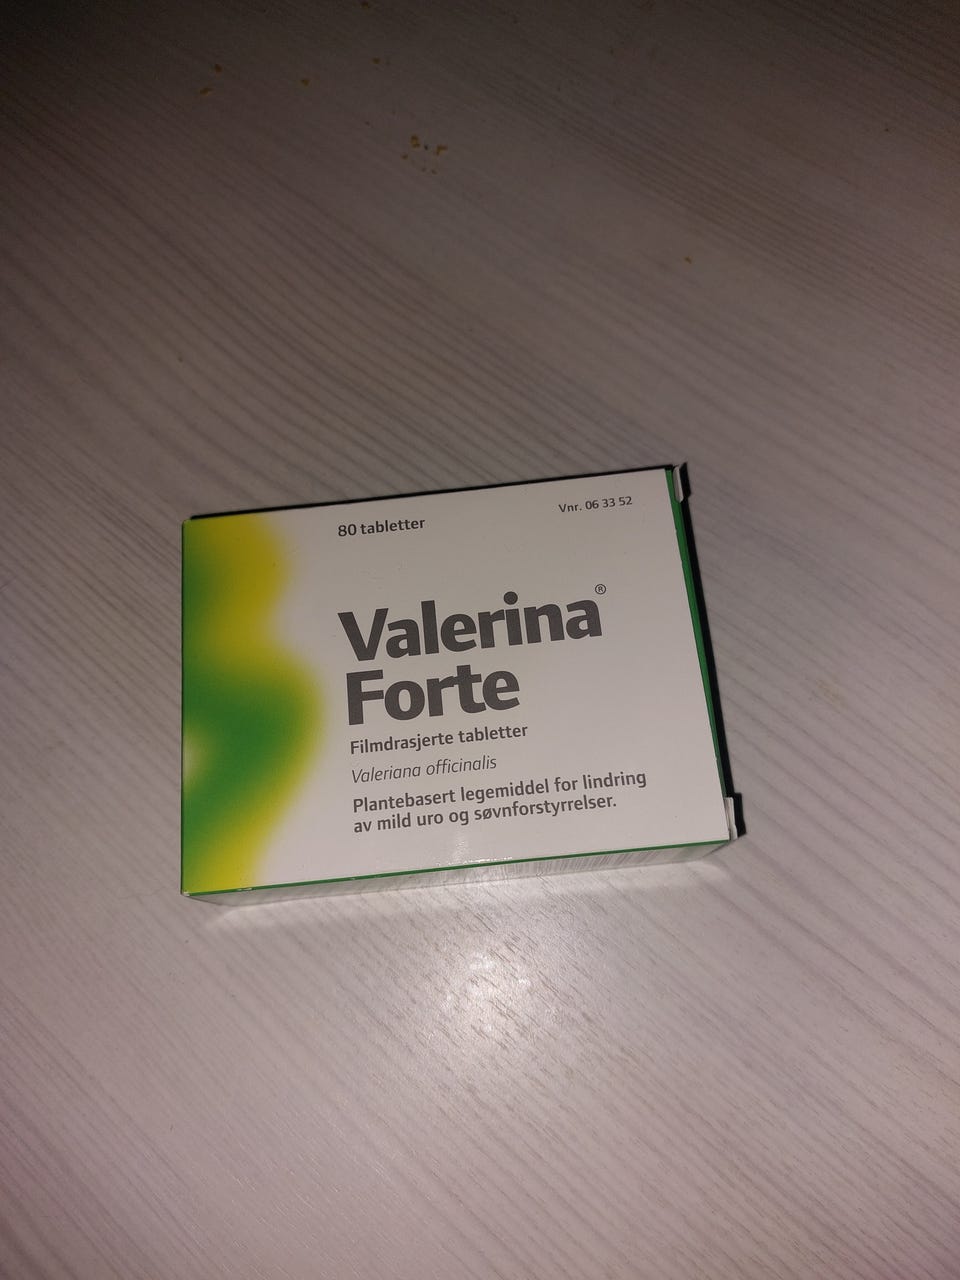 80 tabletter
Vnr. 06 33 52
Valerina®
Forte
Filmdrasjerte tabletter
Valeriana officinalis
Plantebasert legemiddel for lindring
av mild uro og søvnforstyrrelser.